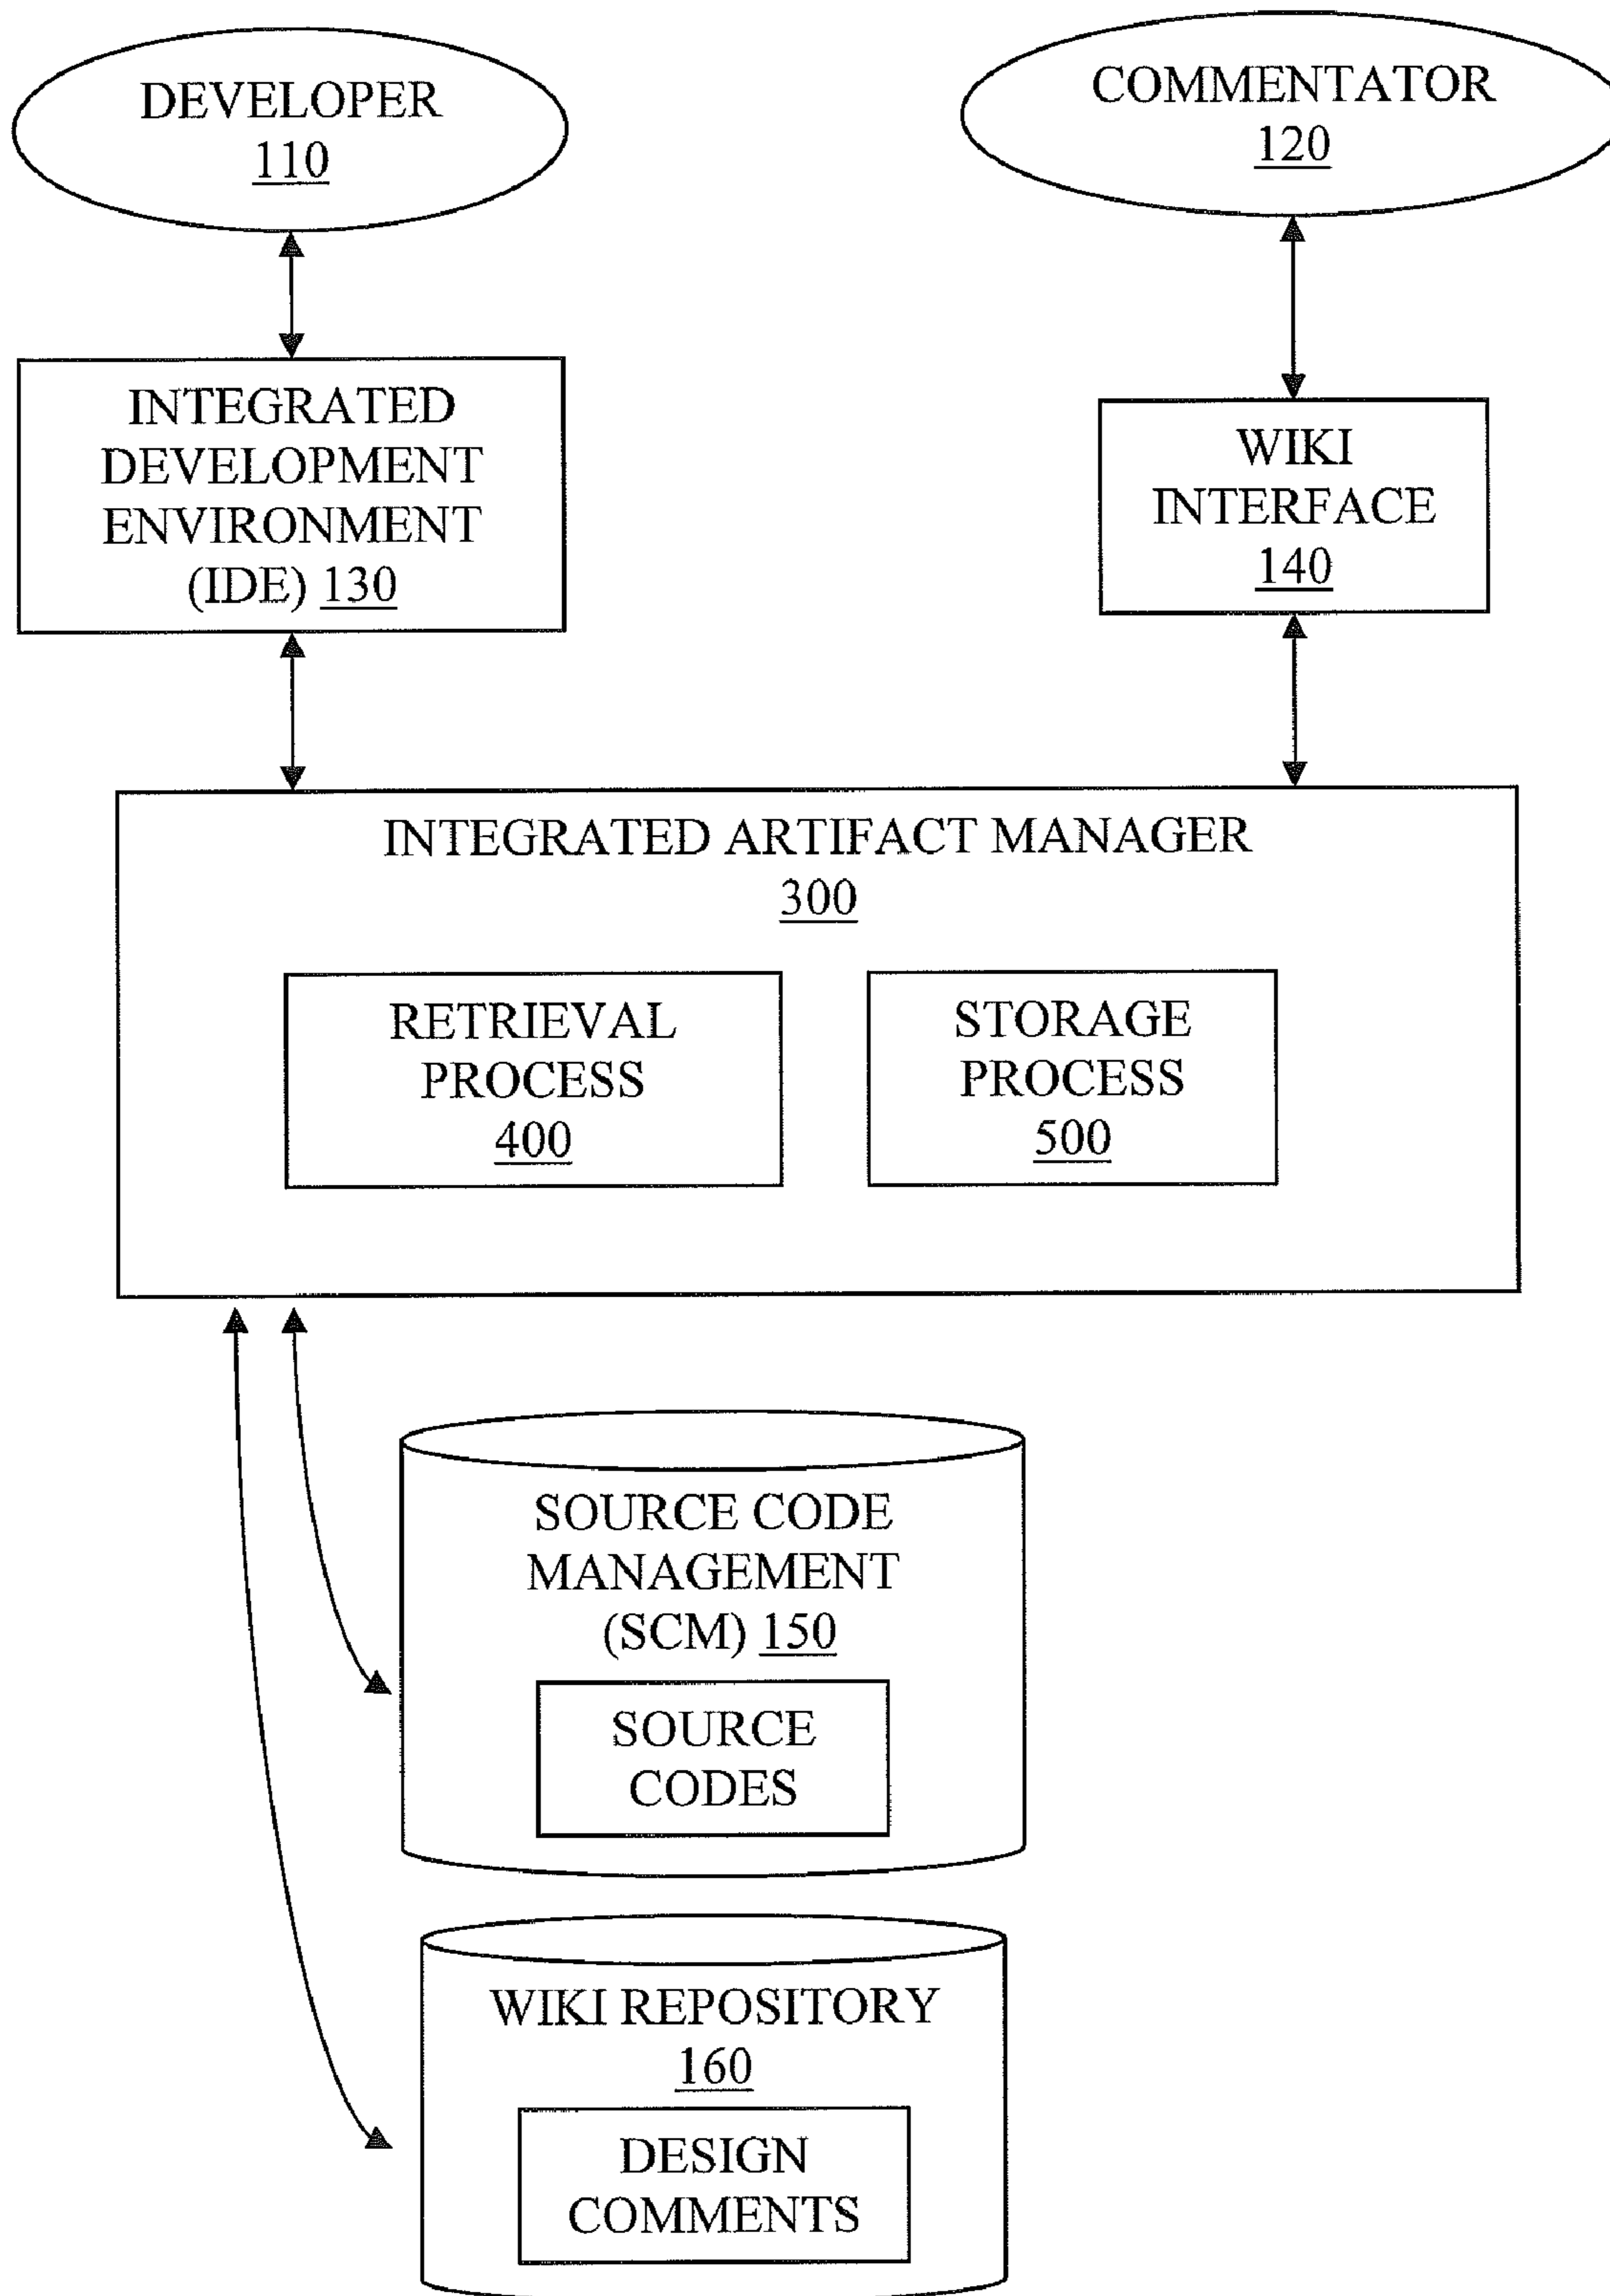 DEVELOPER
110
COMMENTATOR
120
INTEGRATED
DEVELOPMENT
ENVIRONMENT
(IDE) 130
WIKI
INTERFACE
140
INTEGRATED ARTIFACT MANAGER
300
RETRIEVAL
PROCESS
400
STORAGE
PROCESS
500
SOURCE CODE
MANAGEMENT
(SCM) 150
SOURCE
CODES
WIKI REPOSITORY
160
DESIGN
COMMENTS